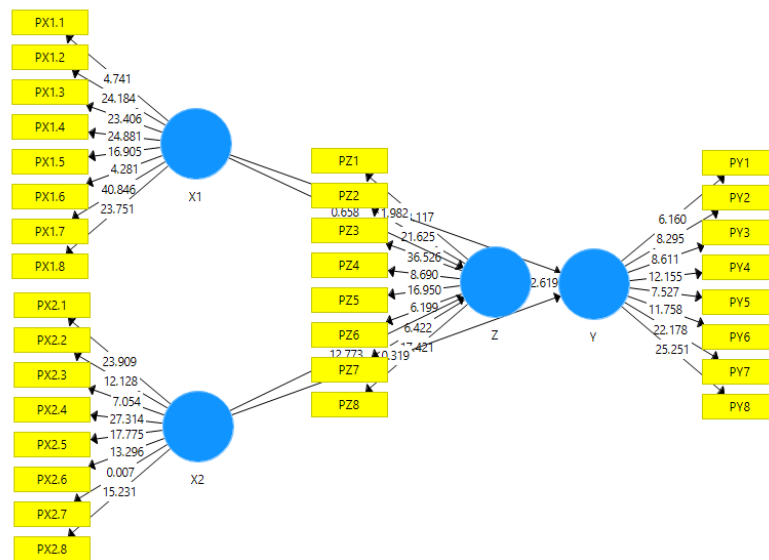 PX1.1
PX1.2
PX1.3
PX1.4
PX1.5
PX1.6
PX1.7
PX1.8
4.741
24.184
23.406
24.881
16.905
4.281
40.846
23.751
X1
PX2.1
PX2.2
PX2.3
PX2.4
PX2.5
PX2.6
PX2.7
PX2.8
23.909
12.128
7.054
27.314
17.775
13.296
0.007
15.231
X2
PZ1
PZ2
PZ3
PZ4
PZ5
PZ6
PZ7
PZ8
0.658
1.982
.117
21.625
36.526
8.690
16.950
6.199
6.422
12.773
0.319
.421
Z
2.619
Y
6.160
8.295
8.611
12.155
7.527
11.758
22.178
25.251
PY1
PY2
PY3
PY4
PY5
PY6
PY7
PY8